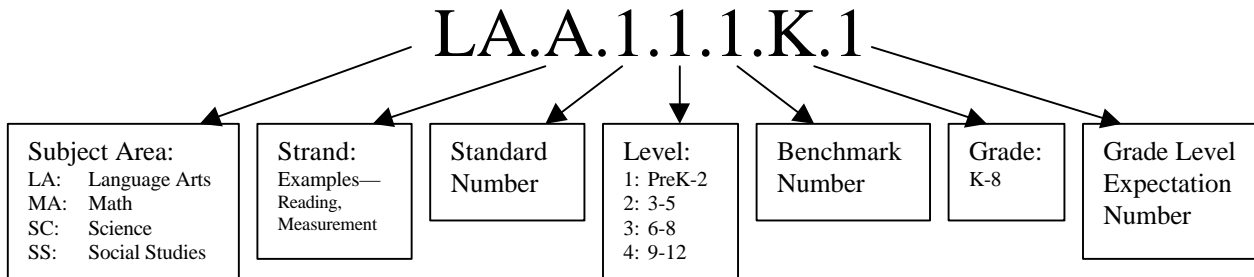 LA.A.1.1.1.K.1
Subject Area:
LA: Language Arts
MA: Math
SC: Science
SS: Social Studies
Strand:
Examples—
Reading,
Measurement
Standard
Number
Level:
1: PreK-2
2: 3-5
3: 6-8
4: 9-12
Benchmark
Number
Grade:
K-8
Grade Level
Expectation
Number